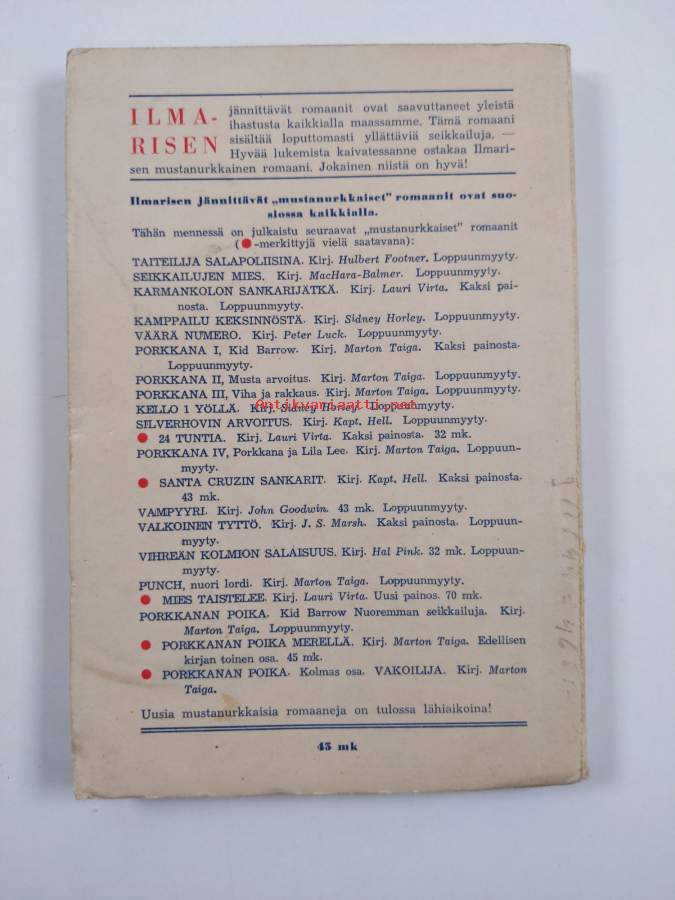 ILMA-
RISEN
jännittävät romaanit ovat saavuttaneet yleistä
ihastusta kaikkialla maassamme. Tämä romaani
sisältää loputtomasti yllättäviä seikkailuja. —
Hyvää lukemista kaivatessanne ostakaa Ilmari-
sen mustanurkkainen romaani. Jokainen niistä on hyvä!
Ilmarisen jännittävät „mustanurkkaiset" romaanit ovat suo-
siossa kaikkialla.
Tähän mennessä on julkaistu seuraavat „mustanurkkaiset" romaanit
(●-merkittyjä vielä saatavana):
TAITEILIJA SALAPOLIISINA. Kirj. Hulbert Footner. Loppuunmyyty.
SEIKKAILUJEN MIES. Kirj. MacHara-Balmer. Loppuunmyyty.
KARMANKOLON SANKARIJÄTKÄ. Kirj. Lauri Virta. Kaksi pai-
nosta. Loppuunmyyty.
KAMPPAILU KEKSINNÖSTÄ. Kirj. Sidney Horley. Loppuunmyyty.
VÄÄRÄ NUMERO. Kirj. Peter Luck. Loppuunmyyty.
PORKKANA I, Kid Barrow. Kirj. Marton Taiga. Kaksi painosta.
Loppuunmyyty.
PORKKANA II, Musta arvoitus. Kirj. Marton Taiga. Loppuunmyyty.
PORKKANA III, Viha ja rakkaus. Kirj. Marton Taiga. Loppuunmyyty.
KELLO 1 YÖLLÄ. Kirj. Sidney Horley. Loppuunmyyty.
Antikvariaatti.net
SILVERHOVIN ARVOITUS. Kirj. Kapt. Hell. Loppuunmyyty.
● 24 TUNTIA. Kirj. Lauri Virta. Kaksi painosta. 32 mk.
PORKKANA IV, Porkkana ja Lila Lee. Kirj. Marton Taiga. Loppuun-
myyty.
● SANTA CRUZIN SANKARIT. Kirj. Kapt. Hell. Kaksi painosta.
43 mk.
VAMPYYRI. Kirj. John Goodwin. 43 mk. Loppuunmyyty.
VALKOINEN TYTTÖ. Kirj. J. S. Marsh. Kaksi painosta. Loppuun-
myyty.
VIHREÄN KOLMION SALAISUUS. Kirj. Hal Pink. 32 mk. Loppuun-
myyty.
PUNCH, nuori lordi. Kirj. Marton Taiga. Loppuunmyyty.
● MIES TAISTELEE. Kirj. Lauri Virta. Uusi painos. 70 mk.
PORKKANAN POIKA. Kid Barrow Nuoremman seikkailuja. Kirj.
Marton Taiga. Loppuunmyyty.
● PORKKANAN POIKA MERELLÄ. Kirj. Marton Taiga. Edellisen
kirjan toinen osa. 45 mk.
● PORKKANAN POIKA. Kolmas osa. VAKOILIJA. Kirj. Marton
Taiga.
Uusia mustanurkkaisia romaaneja on tulossa lähiaikoina!
45 mk